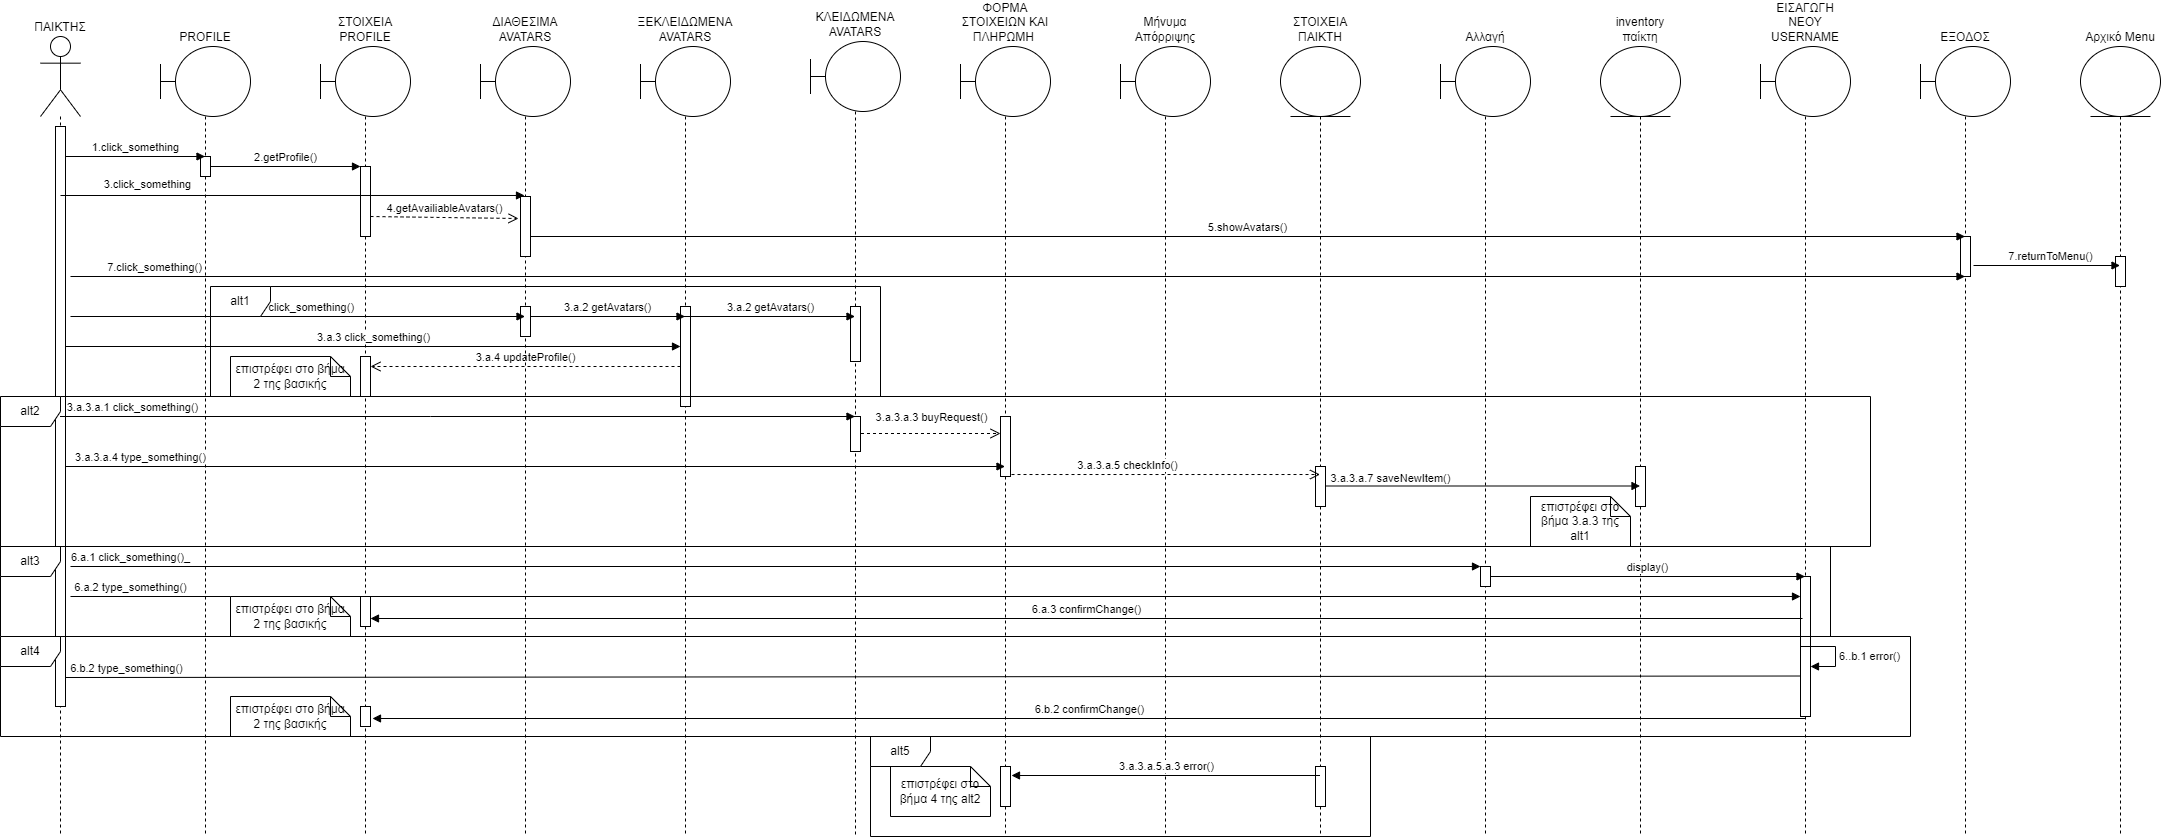 ΠΑΙΚΤΗΣ
PROFILE
ΣΤΟΙΧΕΙΑ
PROFILE
ΔΙΑΘΕΣΙΜΑ
AVATARS
ΞΕΚΛΕΙΔΩΜΕΝΑ
AVATARS
ΚΛΕΙΔΩΜΕΝΑ
AVATARS
ΦΟΡΜΑ
ΣΤΟΙΧΕΙΩΝ ΚΑΙ
ΠΛΗΡΩΜΗ
Μήνυμα
Απόρριψης
ΣΤΟΙΧΕΙΑ
ΠΑΙΚΤΗ
Αλλαγή
inventory
παίκτη
ΕΙΣΑΓΩΓΗ
ΝΕΟΥ
USERNAME
ΕΞΟΔΟΣ
Αρχικό Menu
1.click_something
2.getProfile()
3.click_something
4.getAvailiableAvatars()
5.showAvatars()
7.click_something()
7.returnToMenu()
alt1
click_something()
3.a.2 getAvatars()
3.a.2 getAvatars()
3.a.3 click_something()
3.a.4 updateProfile()
επιστρέφει στο βήμα
2 της βασικής
alt2
3.a.3.a.1 click_something()
3.a.3.a.3 buyRequest()
3.a.3.a.4 type_something()
3.a.3.a.5 checkInfo()
3.a.3.a.7 saveNewItem()
επιστρέφει στο
βήμα 3.a.3 της
alt1
alt3
6.a.1 click_something()_
display()
6.a.2 type_something()
6.a.3 confirmChange()
επιστρέφει στο βήμα
2 της βασικής
alt4
6..b.1 error()
6.b.2 type_something()
6.b.2 confirmChange()
επιστρέφει στο βήμα
2 της βασικής
alt5
3.a.3.a.5.a.3 error()
επιστρέφει στο
βήμα 4 της alt2